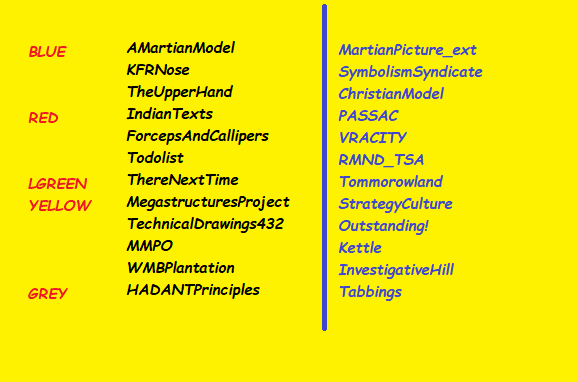 BLUE AMartianModel MartianPicture_ext
KFRNose SymbolismSyndicate
TheUpperHand ChristianModel
RED IndianTexts PASSAC
ForcepsAndCallipers VRACITY
Todolist RMND_TSA
LGREEN ThereNextTime Tommorowland
YELLOW MegastructuresProject StrategyCulture
TechnicalDrawings432 Outstanding!
MMPO Kettle
WMBPlantation InvestigativeHill
GREY HADANTPrinciples Tabbings